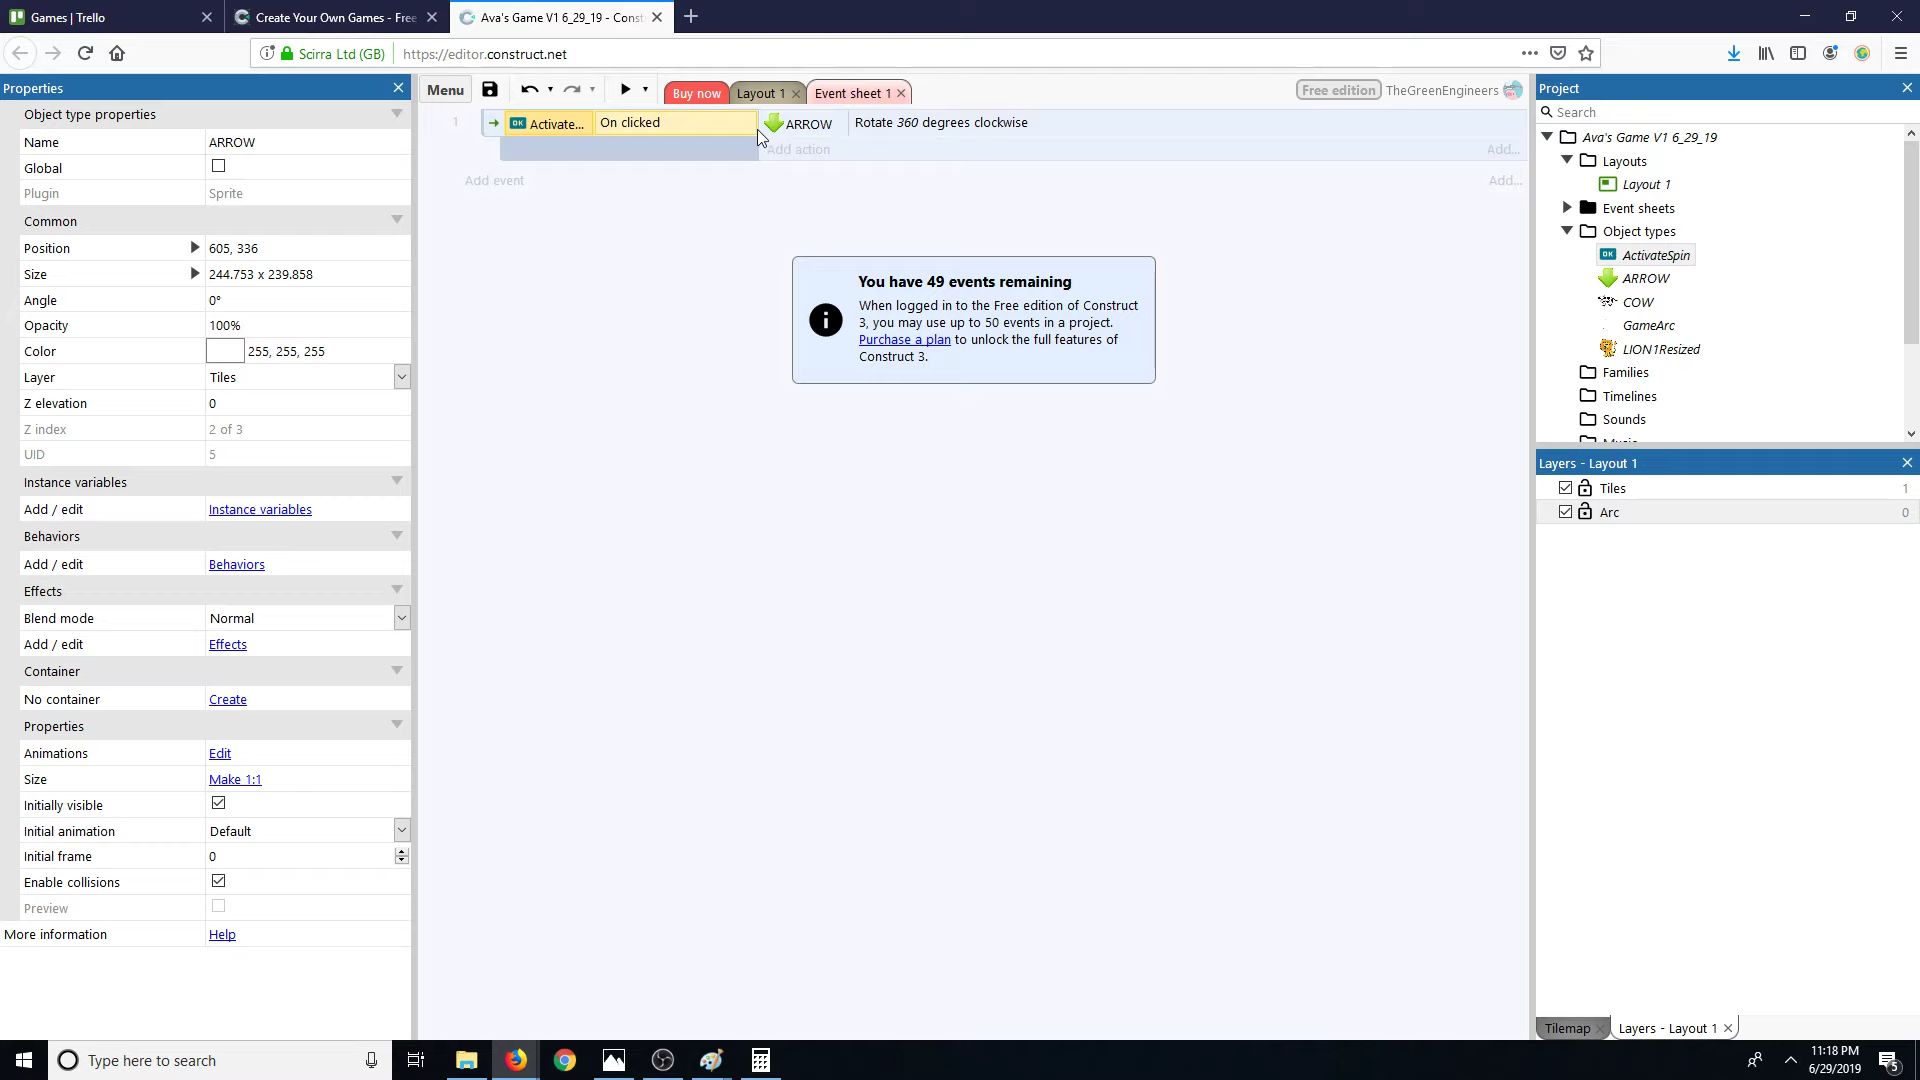 Games | Trello
Create Your Own Games - Free
Ava's Game V1 6_29_19 - Const
Scirra Ltd (GB)
https://editor.construct.net
Properties
Menu
Buy now
Layout 1
Event sheet 1
Free edition
TheGreenEngineers
Project
Object type properties
Name
ARROW
Global
Plugin
Sprite
Common
Position
605, 336
Size
244.753 x 239.858
Angle
0°
Opacity
100%
Color
255, 255, 255
Layer
Tiles
Z elevation
0
Z index
2 of 3
UID
5
Instance variables
Add / edit
Instance variables
Behaviors
Add / edit
Behaviors
Effects
Blend mode
Normal
Add / edit
Effects
Container
No container
Create
Properties
Animations
Edit
Size
Make 1:1
Initially visible
Initial animation
Default
Initial frame
0
Enable collisions
Preview
More information
Help
1
OK
Activate...
On clicked
ARROW
Rotate 360 degrees clockwise
Add action
Add...
Add event
Add...
You have 49 events remaining
When logged in to the Free edition of Construct
3, you may use up to 50 events in a project.
Purchase a plan to unlock the full features of
Construct 3.
Search
Ava's Game V1 6_29_19
Layouts
Layout 1
Event sheets
Object types
OK
ActivateSpin
ARROW
COW
GameArc
LION1Resized
Families
Timelines
Sounds
Music
Layers - Layout 1
Tiles
1
Arc
0
Tilemap
Layers - Layout 1
Type here to search
11:18 PM
6/29/2019
5